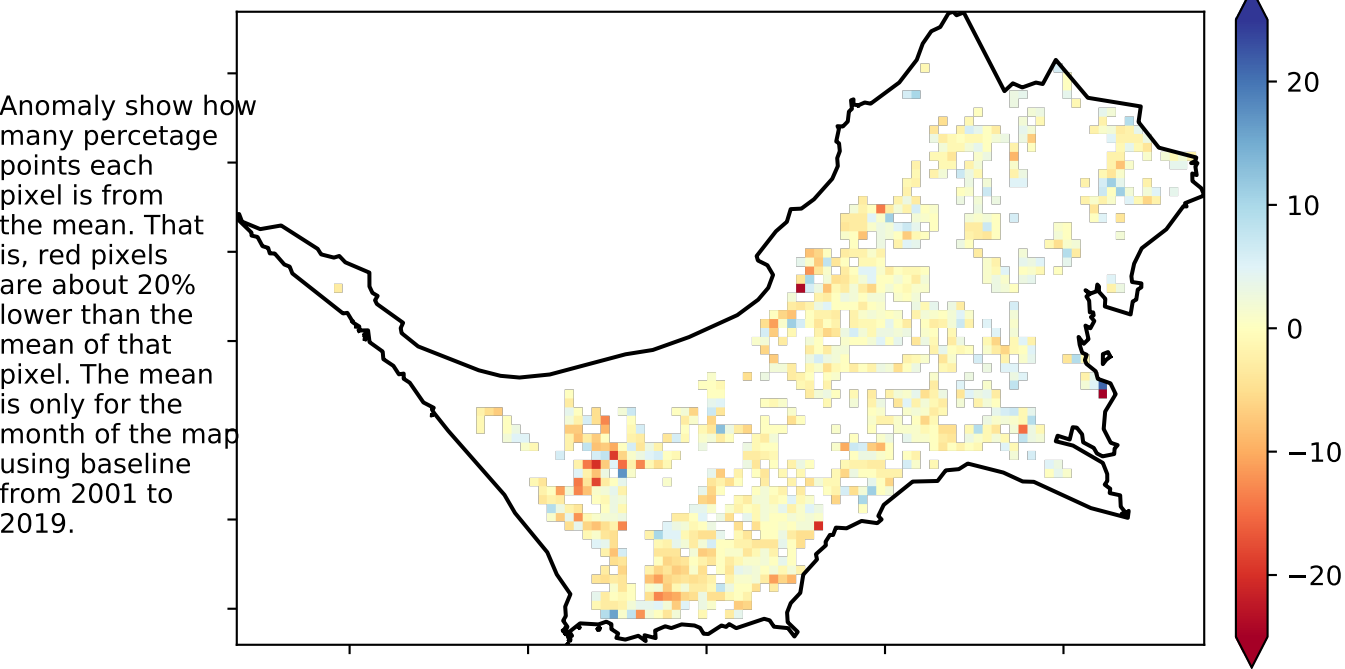 Anomaly show how
many percetage
points each
pixel is from
the mean. That
is, red pixels
are about 20%
lower than the
mean of that
pixel. The mean
is only for the
month of the map
using baseline
from 2001 to
2019.
20
10
0
−10
−20